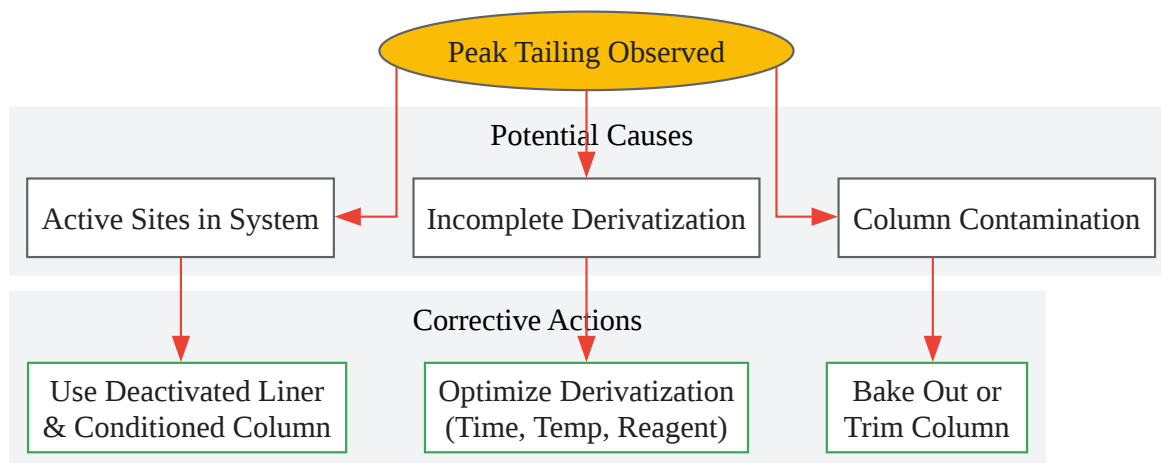 Peak Tailing Observed
Potential Causes
Active Sites in System
Incomplete Derivatization
Column Contamination
Corrective Actions
Use Deactivated Liner
& Conditioned Column
Optimize Derivatization
(Time, Temp, Reagent)
Bake Out or
Trim Column